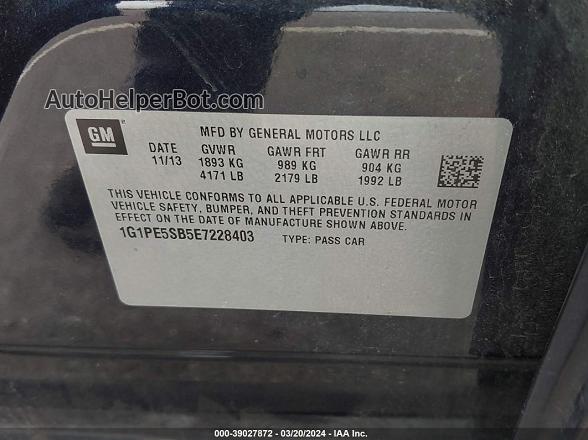 AutoHelperBot.com
GM
MFD BY GENERAL MOTORS LLC
DATE GVWR GAWR FRT GAWR RR
11/13 1893 KG 989 KG 904 KG
4171 LB 2179 LB 1992 LB
THIS VEHICLE CONFORMS TO ALL APPLICABLE U.S. FEDERAL MOTOR
VEHICLE SAFETY, BUMPER, AND THEFT PREVENTION STANDARDS IN
EFFECT ON THE DATE OF MANUFACTURE SHOWN ABOVE.
1G1PE5SB5E7228403 TYPE: PASS CAR
000-39027872 - 03/20/2024 - IAA Inc.